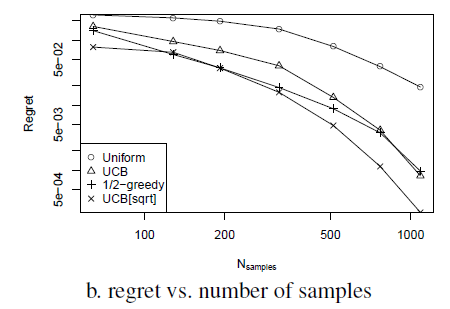 5e−02
5e−03
5e−04
Regret
Uniform
UCB
1/2−greedy
UCB[sqrt]
100
200
500
1000
Nsamples
b. regret vs. number of samples